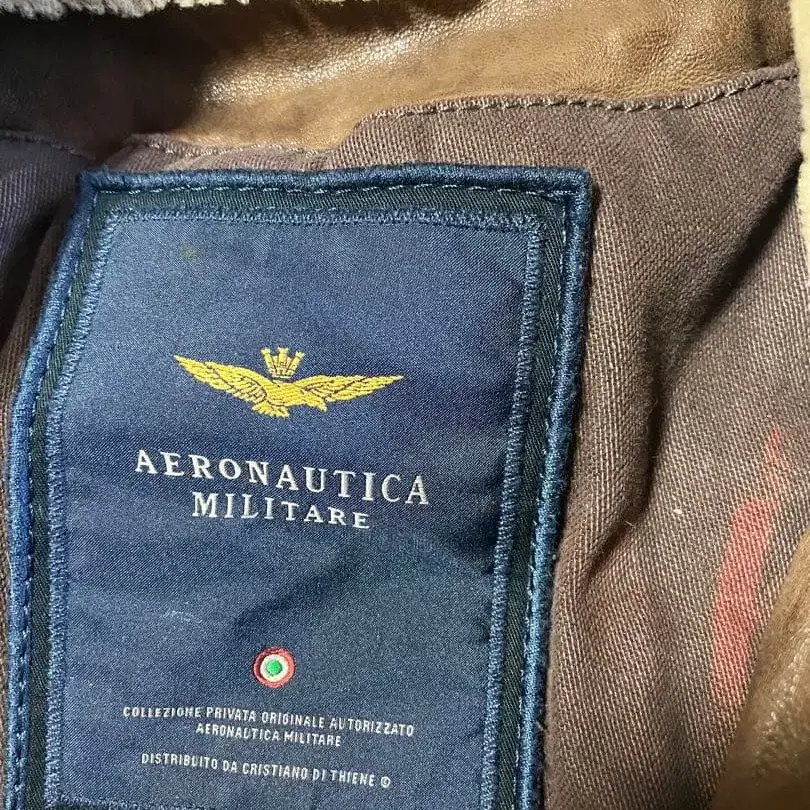 AERONAUTICA
MILITARE
COLLEZIONE PRIVATA ORIGINALE AUTORIZZATO
AERONAUTICA MILITARE
DISTRIBUITO DA CRISTIANO DI THIENE ©